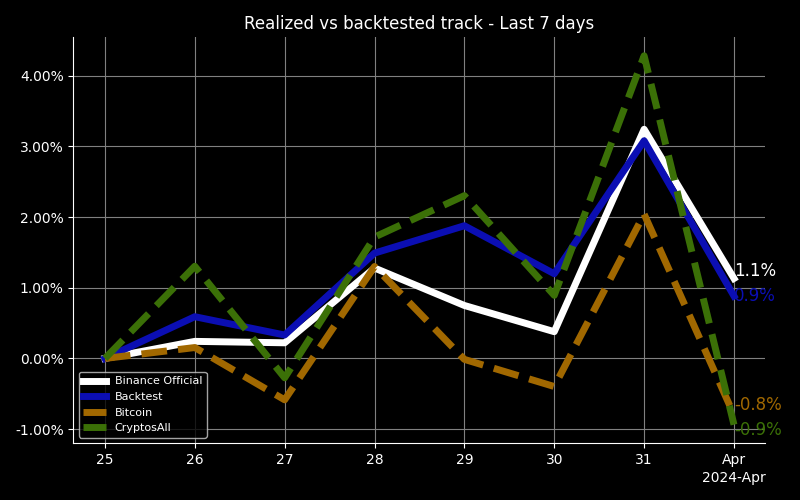 Realized vs backtested track - Last 7 days
4.00%
3.00%
2.00%
1.00%
0.00%
-1.00%
1.1%
0.9%
-0.8%
-0.9%
Binance Official
Backtest
Bitcoin
CryptosAll
25 26 27 28 29 30 31 Apr
2024-Apr